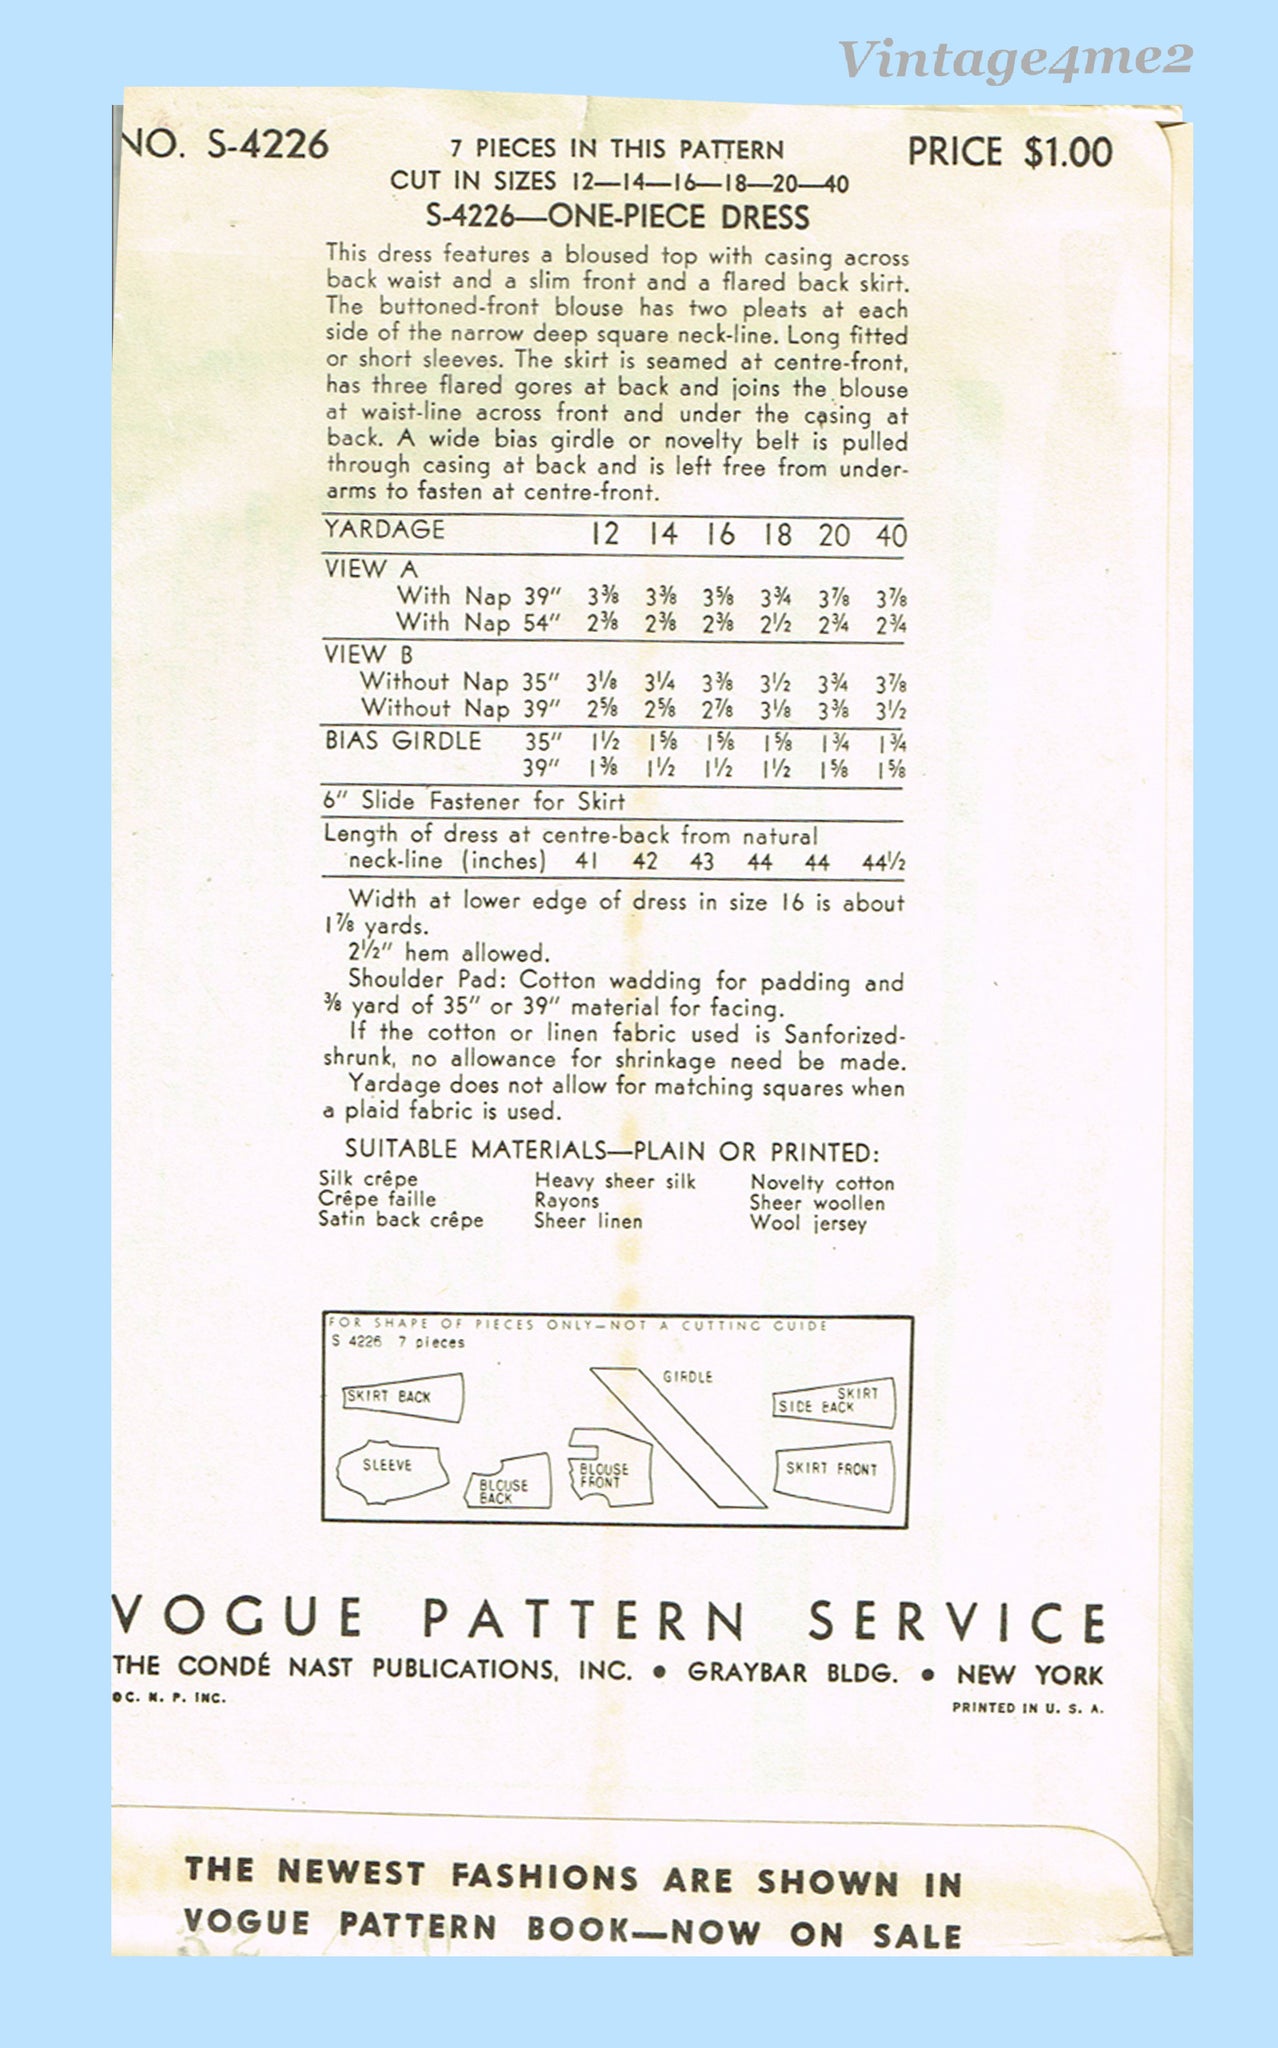 Vintage4me2
NO. S-4226
7 PIECES IN THIS PATTERN
PRICE $1.00
CUT IN SIZES 12—14—16—18—20—40
S-4226—ONE-PIECE DRESS
This dress features a bloused top with casing across
back waist and a slim front and a flared back skirt.
The buttoned-front blouse has two pleats at each
side of the narrow deep square neck-line. Long fitted
or short sleeves. The skirt is seamed at centre-front,
has three flared gores at back and joins the blouse
at waist-line across front and under the casing at
back. A wide bias girdle or novelty belt is pulled
through casing at back and is left free from under-
arms to fasten at centre-front.
YARDAGE 12 14 16 18 20 40
VIEW A
With Nap 39" 3⅜ 3⅜ 3⅝ 3¾ 3⅞ 3⅞
With Nap 54" 2⅜ 2⅜ 2⅜ 2½ 2¾ 2¾
VIEW B
Without Nap 35" 3⅛ 3¼ 3⅜ 3½ 3¾ 3⅞
Without Nap 39" 2⅝ 2⅝ 2⅞ 3⅛ 3⅜ 3½
BIAS GIRDLE 35" 1½ 1⅝ 1⅝ 1⅝ 1¾ 1¾
39" 1⅜ 1½ 1½ 1½ 1⅝ 1⅝
6" Slide Fastener for Skirt
Length of dress at centre-back from natural
neck-line (inches) 41 42 43 44 44 44½
Width at lower edge of dress in size 16 is about
1⅞ yards.
2½" hem allowed.
Shoulder Pad: Cotton wadding for padding and
⅜ yard of 35" or 39" material for facing.
If the cotton or linen fabric used is Sanforized-
shrunk, no allowance for shrinkage need be made.
Yardage does not allow for matching squares when
a plaid fabric is used.
SUITABLE MATERIALS—PLAIN OR PRINTED:
Silk crêpe Heavy sheer silk Novelty cotton
Crêpe faille Rayons Sheer woollen
Satin back crêpe Sheer linen Wool jersey
FOR SHAPE OF PIECES ONLY—NOT A CUTTING GUIDE
S 4226 7 pieces
SKIRT BACK
GIRDLE
SKIRT
SIDE BACK
SLEEVE
BLOUSE
BACK
BLOUSE
FRONT
SKIRT FRONT
VOGUE PATTERN SERVICE
THE CONDÉ NAST PUBLICATIONS, INC. • GRAYBAR BLDG. • NEW YORK
©C. N. P. INC.
PRINTED IN U. S. A.
THE NEWEST FASHIONS ARE SHOWN IN
VOGUE PATTERN BOOK—NOW ON SALE